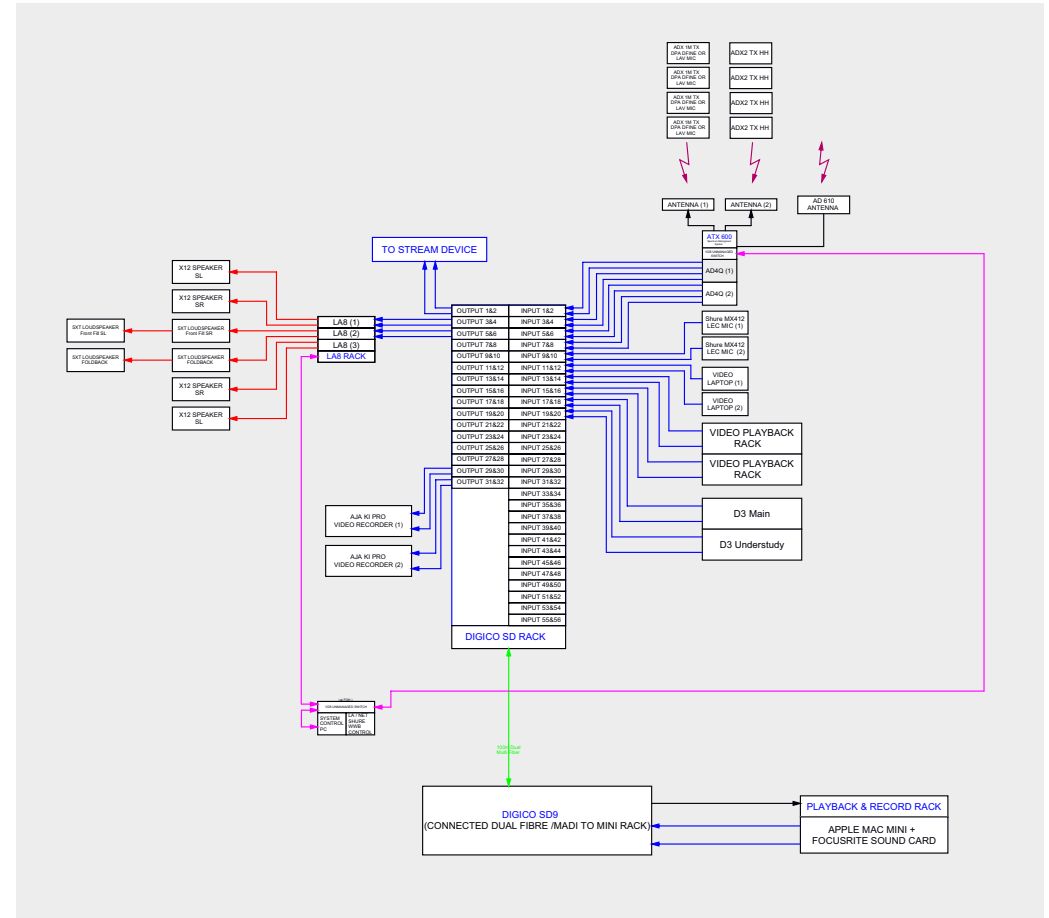 ADX 1M TX
DPA DFINE OR
LAV MIC
ADX2 TX HH
ADX 1M TX
DPA DFINE OR
LAV MIC
ADX2 TX HH
ADX 1M TX
DPA DFINE OR
LAV MIC
ADX2 TX HH
ADX 1M TX
DPA DFINE OR
LAV MIC
ADX2 TX HH
ANTENNA (1)
ANTENNA (2)
AD 610
ANTENNA
ATX 600
UNMANAGED
SWITCH
AD4Q (1)
AD4Q (2)
TO STREAM DEVICE
X12 SPEAKER
SL
X12 SPEAKER
SR
5XT LOUDSPEAKER
Front Fill SL
5XT LOUDSPEAKER
Front Fill SR
5XT LOUDSPEAKER
FOLDBACK
5XT LOUDSPEAKER
FOLDBACK
X12 SPEAKER
SR
X12 SPEAKER
SL
LA8 (1)
LA8 (2)
LA8 (3)
LA8 RACK
OUTPUT 1&2
INPUT 1&2
OUTPUT 3&4
INPUT 3&4
OUTPUT 5&6
INPUT 5&6
OUTPUT 7&8
INPUT 7&8
OUTPUT 9&10
INPUT 9&10
OUTPUT 11&12
INPUT 11&12
OUTPUT 13&14
INPUT 13&14
OUTPUT 15&16
INPUT 15&16
OUTPUT 17&18
INPUT 17&18
OUTPUT 19&20
INPUT 19&20
OUTPUT 21&22
INPUT 21&22
OUTPUT 23&24
INPUT 23&24
OUTPUT 25&26
INPUT 25&26
OUTPUT 27&28
INPUT 27&28
OUTPUT 29&30
INPUT 29&30
OUTPUT 31&32
INPUT 31&32
INPUT 33&34
INPUT 35&36
INPUT 37&38
INPUT 39&40
INPUT 41&42
INPUT 43&44
INPUT 45&46
INPUT 47&48
INPUT 49&50
INPUT 51&52
INPUT 53&54
INPUT 55&56
DIGICO SD RACK
Shure MX412
LEC MIC (1)
Shure MX412
LEC MIC (2)
VIDEO
LAPTOP (1)
VIDEO
LAPTOP (2)
VIDEO PLAYBACK
RACK
VIDEO PLAYBACK
RACK
D3 Main
D3 Understudy
AJA KI PRO
VIDEO RECORDER (1)
AJA KI PRO
VIDEO RECORDER (2)
UNMANAGED SWITCH
SYSTEM
CONTROL
PC
LA / NET
SHURE
WWB
CONTROL
DIGICO SD9
(CONNECTED DUAL FIBRE /MADI TO MINI RACK)
PLAYBACK & RECORD RACK
APPLE MAC MINI +
FOCUSRITE SOUND CARD